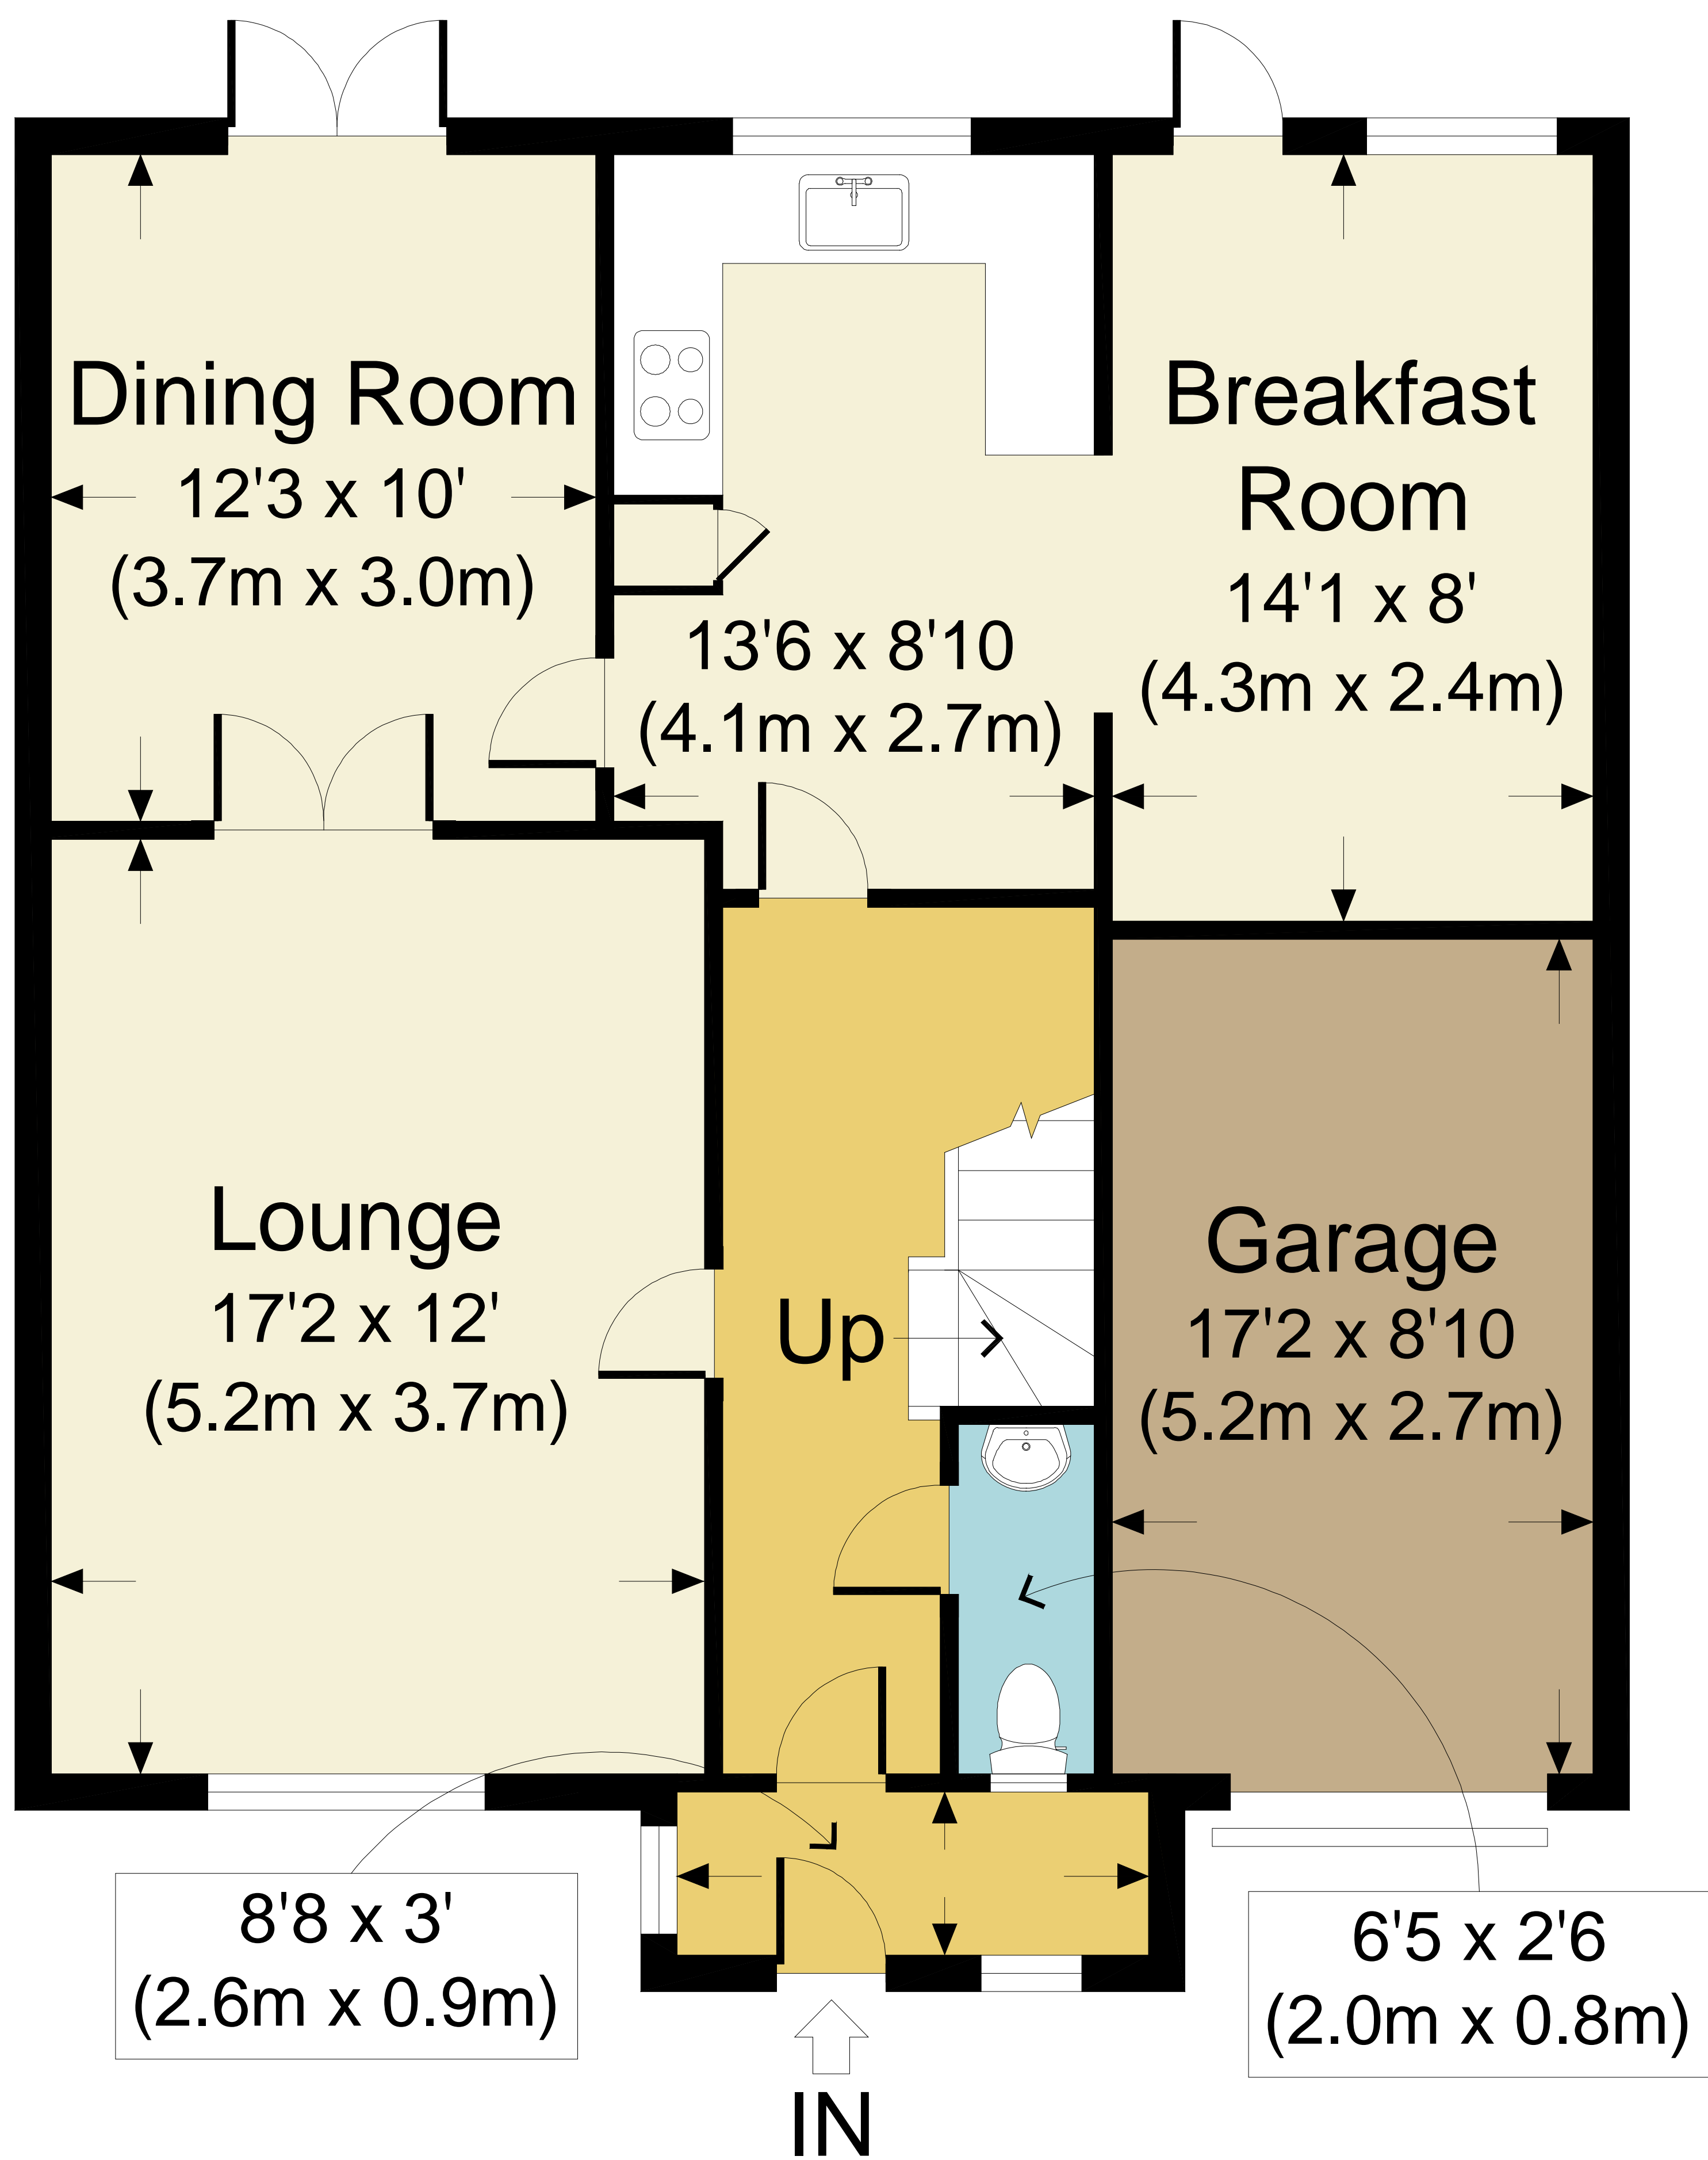 Dining Room
12'3 x 10'
(3.7m x 3.0m)
Breakfast
Room
14'1 x 8'
(4.3m x 2.4m)
13'6 x 8'10
(4.1m x 2.7m)
Lounge
17'2 x 12'
(5.2m x 3.7m)
Up
Garage
17'2 x 8'10
(5.2m x 2.7m)
8'8 x 3'
(2.6m x 0.9m)
6'5 x 2'6
(2.0m x 0.8m)
IN